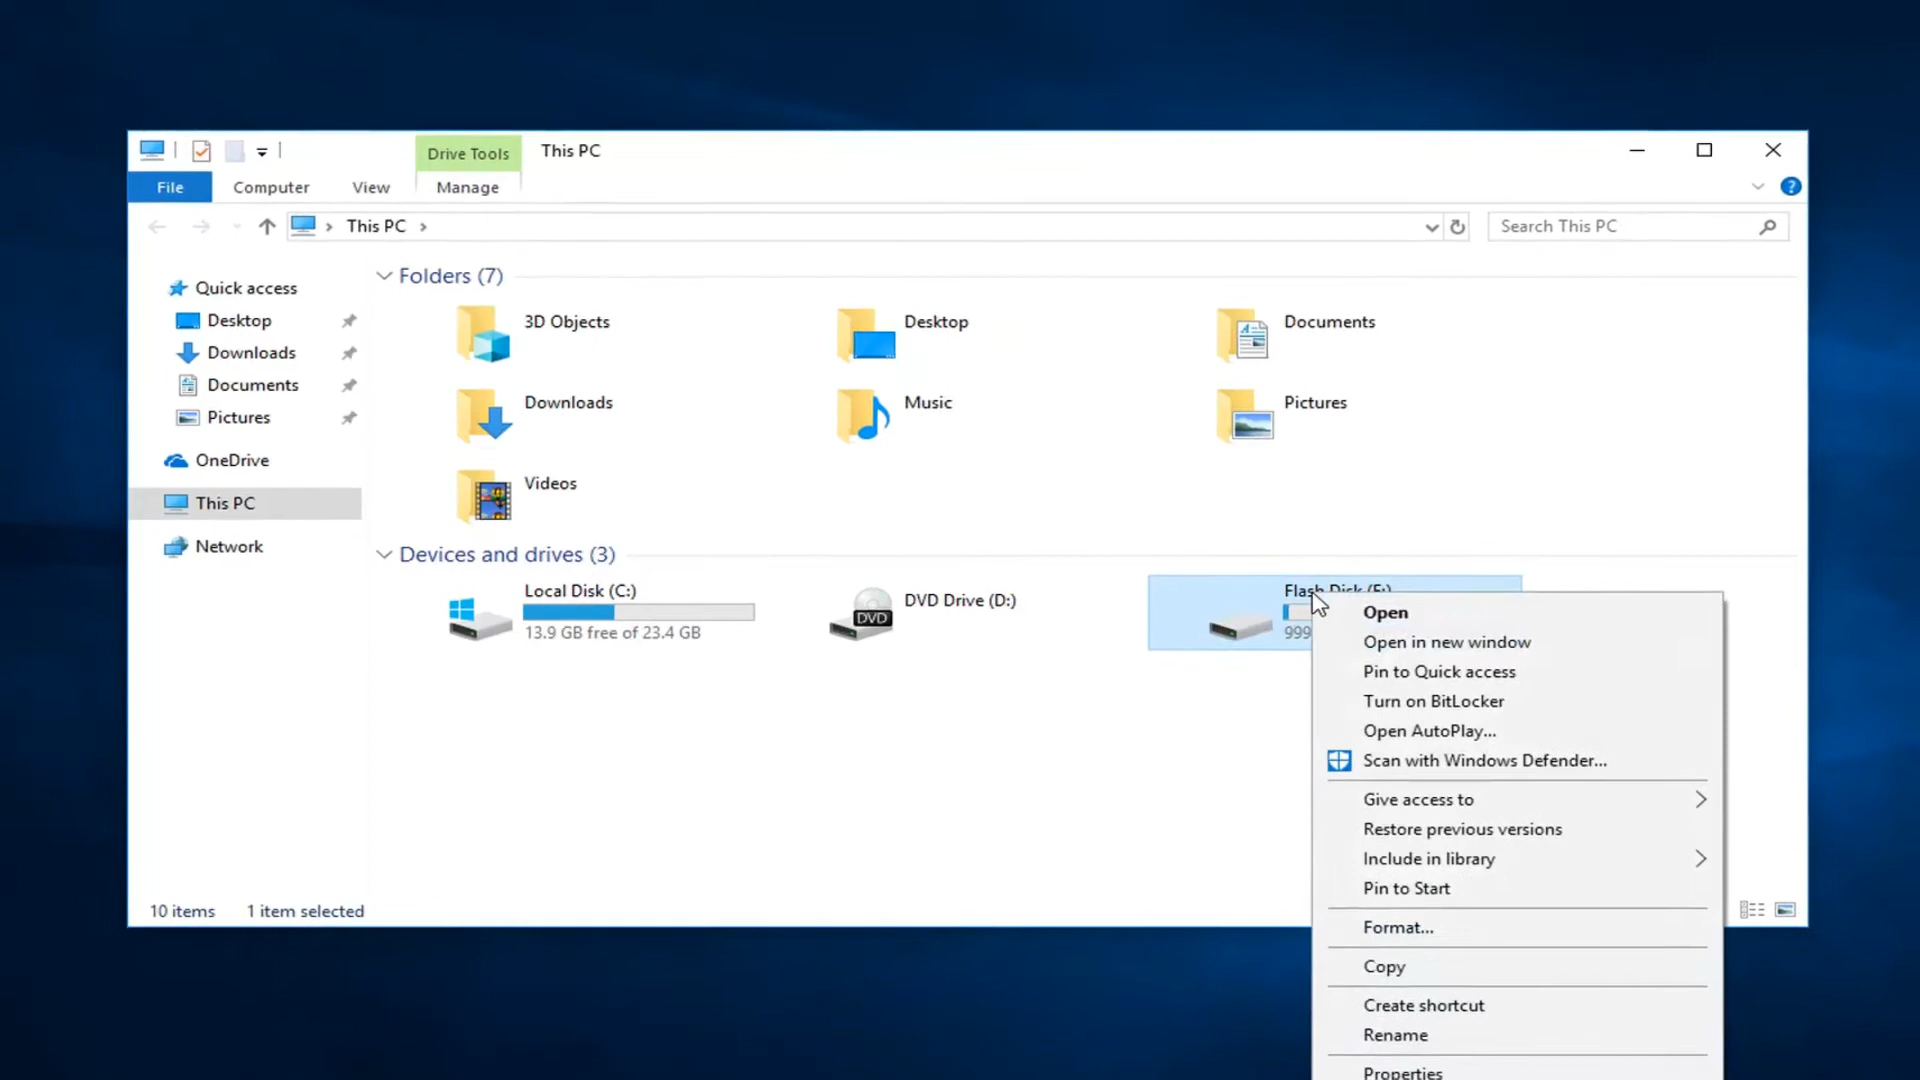 Drive Tools
This PC
File
Computer
View
Manage
?
This PC
Search This PC
Quick access
Desktop
Downloads
Documents
Pictures
OneDrive
This PC
Network
Folders (7)
3D Objects
Desktop
Documents
Downloads
Music
Pictures
Videos
Devices and drives (3)
Local Disk (C:)
13.9 GB free of 23.4 GB
DVD
DVD Drive (D:)
Flash Disk
999
Open
Open in new window
Pin to Quick access
Turn on BitLocker
Open AutoPlay...
Scan with Windows Defender...
Give access to
Restore previous versions
Include in library
Pin to Start
Format...
Copy
Create shortcut
Rename
Properties
10 items
1 item selected